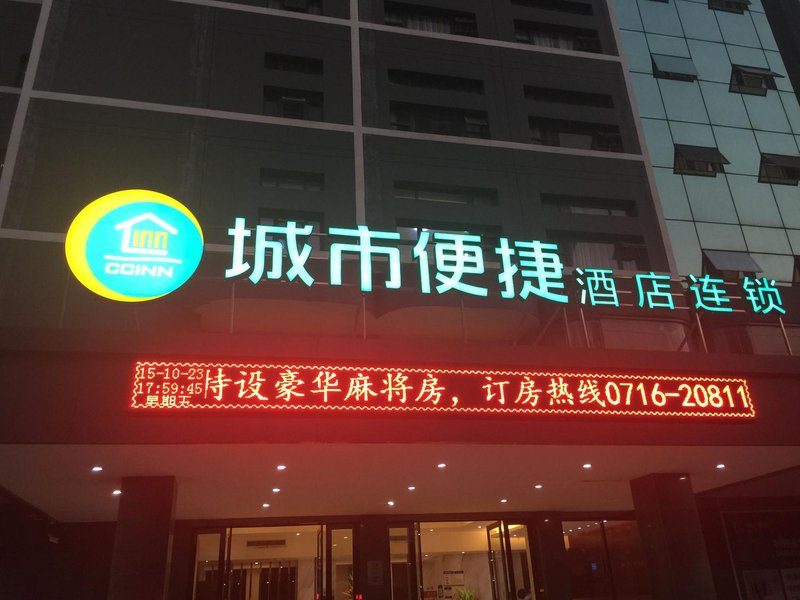 inn
CCINN
城市便捷酒店连锁
15-10-23
17:59:45
星期五
特设豪华麻将房，订房热线0716-20811